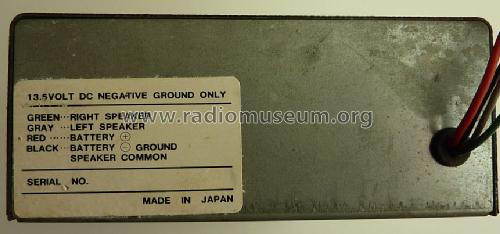 13.5VOLT DC NEGATIVE GROUND ONLY
GREEN···RIGHT SPEAKER
GRAY ···LEFT SPEAKER
RED ·····BATTERY ⊕
BLACK···BATTERY ⊖ GROUND
SPEAKER COMMON
SERIAL NO.
MADE IN JAPAN
www.radiomuseum.org